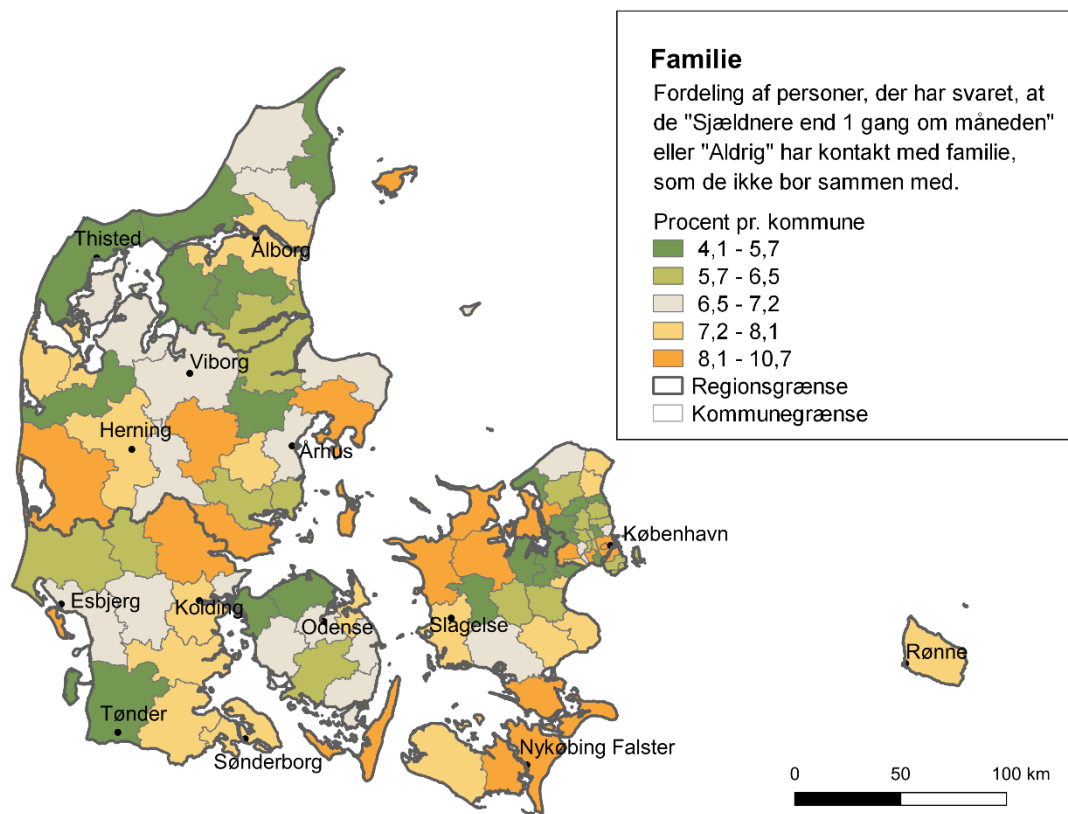 Familie
Fordeling af personer, der har svaret, at
de "Sjældnere end 1 gang om måneden"
eller "Aldrig" har kontakt med familie,
som de ikke bor sammen med.
Procent pr. kommune
4,1 - 5,7
5,7 - 6,5
6,5 - 7,2
7,2 - 8,1
8,1 - 10,7
Regionsgrænse
Kommunegrænse
Thisted
Ålborg
Viborg
Herning
Århus
København
Esbjerg
Kolding
Odense
Slagelse
Rønne
Tønder
Sønderborg
Nykøbing Falster
0 50 100 km